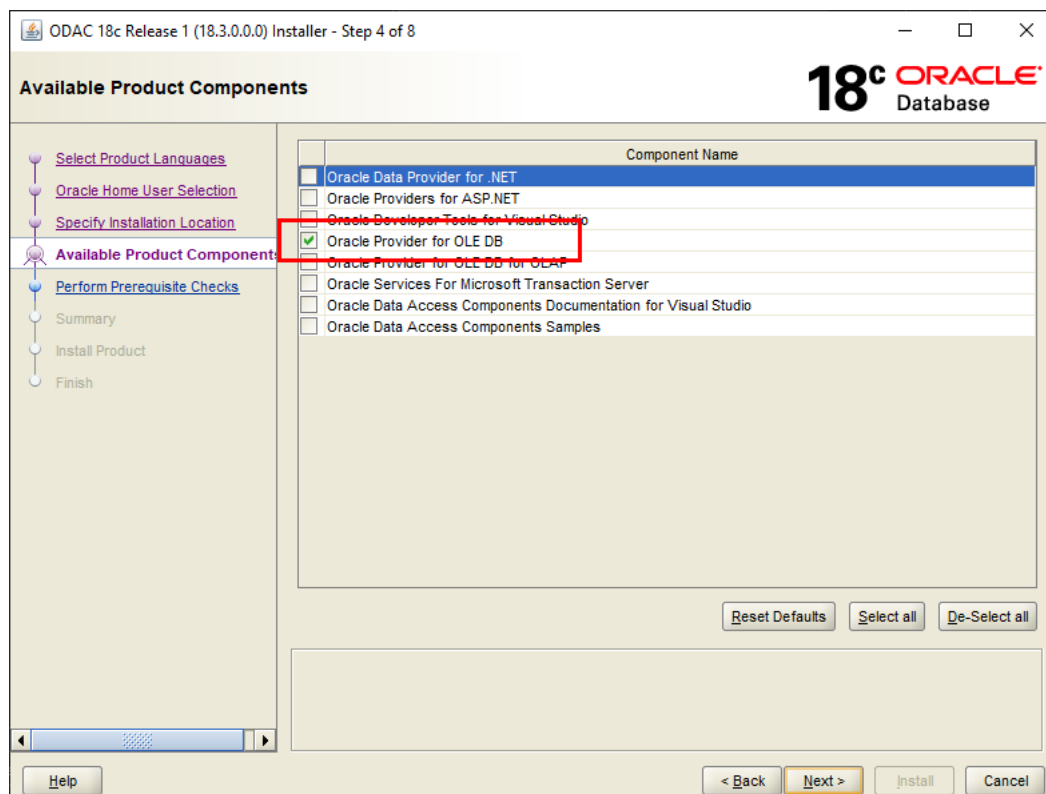 ODAC 18c Release 1 (18.3.0.0.0) Installer - Step 4 of 8
Available Product Components
18c ORACLE
Database
Select Product Languages
Oracle Home User Selection
Specify Installation Location
Available Product Components
Perform Prerequisite Checks
Summary
Install Product
Finish
Component Name
Oracle Data Provider for .NET
Oracle Providers for ASP.NET
Oracle Developer Tools for Visual Studio
Oracle Provider for OLE DB
Oracle Provider for OLE DB for OLAP
Oracle Services For Microsoft Transaction Server
Oracle Data Access Components Documentation for Visual Studio
Oracle Data Access Components Samples
Reset Defaults
Select all
De-Select all
Help
< Back
Next >
Install
Cancel